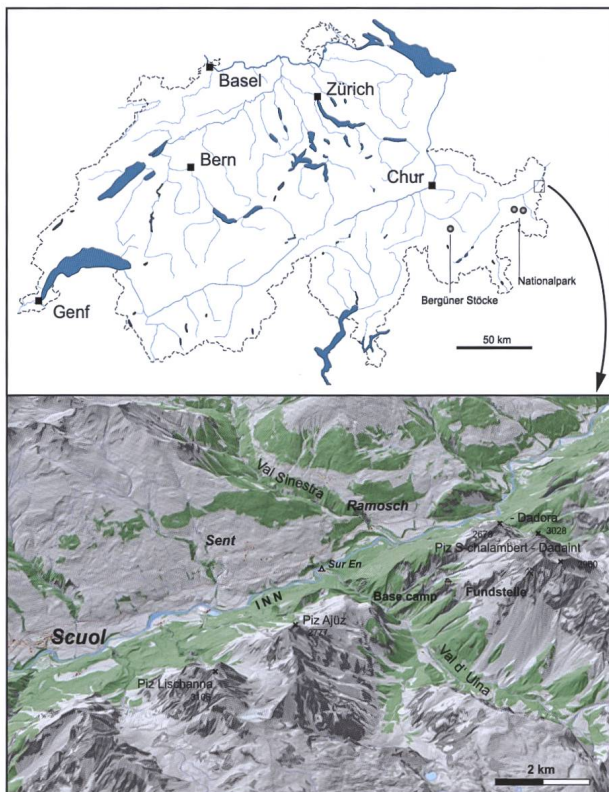 Basel
Zürich
Bern
Chur
Genf
Nationalpark
Bergüner Stöcke
50 km
Val Sinestra
Ramosch
- Dadora
3028
Sent
Piz S-chalambert - Dadaint
Sur En
INN
Base camp
Fundstelle
Scuol
Piz Ajüz
Val d' Uina
Piz Lischanna
2 km